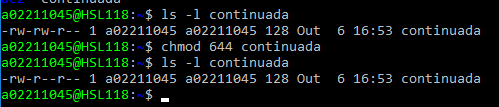 a02211045@HSL118:~$ ls -l continuada
-rw-rw-r-- 1 a02211045 a02211045 128 Out  6 16:53 continuada
a02211045@HSL118:~$ chmod 644 continuada
a02211045@HSL118:~$ ls -l continuada
-rw-r--r-- 1 a02211045 a02211045 128 Out  6 16:53 continuada
a02211045@HSL118:~$